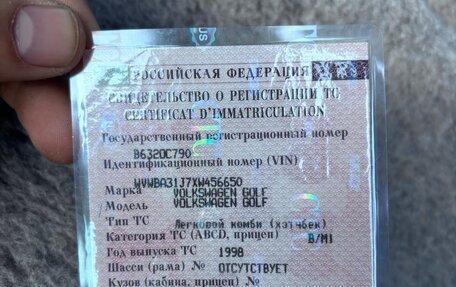 РОССИЙСКАЯ ФЕДЕРАЦИЯ
СВИДЕТЕЛЬСТВО О РЕГИСТРАЦИИ ТС
CERTIFICAT D'IMMATRICULATION
Государственный регистрационный номер
В632ОС790
Идентификационный номер (VIN)
WVWBA31J7XW456650
Марка VOLKSWAGEN GOLF
Модель VOLKSWAGEN GOLF
Тип ТС Легковой комби (хэтчбек)
Категория ТС (ABCD, прицеп) B/M1
Год выпуска ТС 1998
Шасси (рама) № ОТСУТСТВУЕТ
Кузов (кабина, прицеп) №